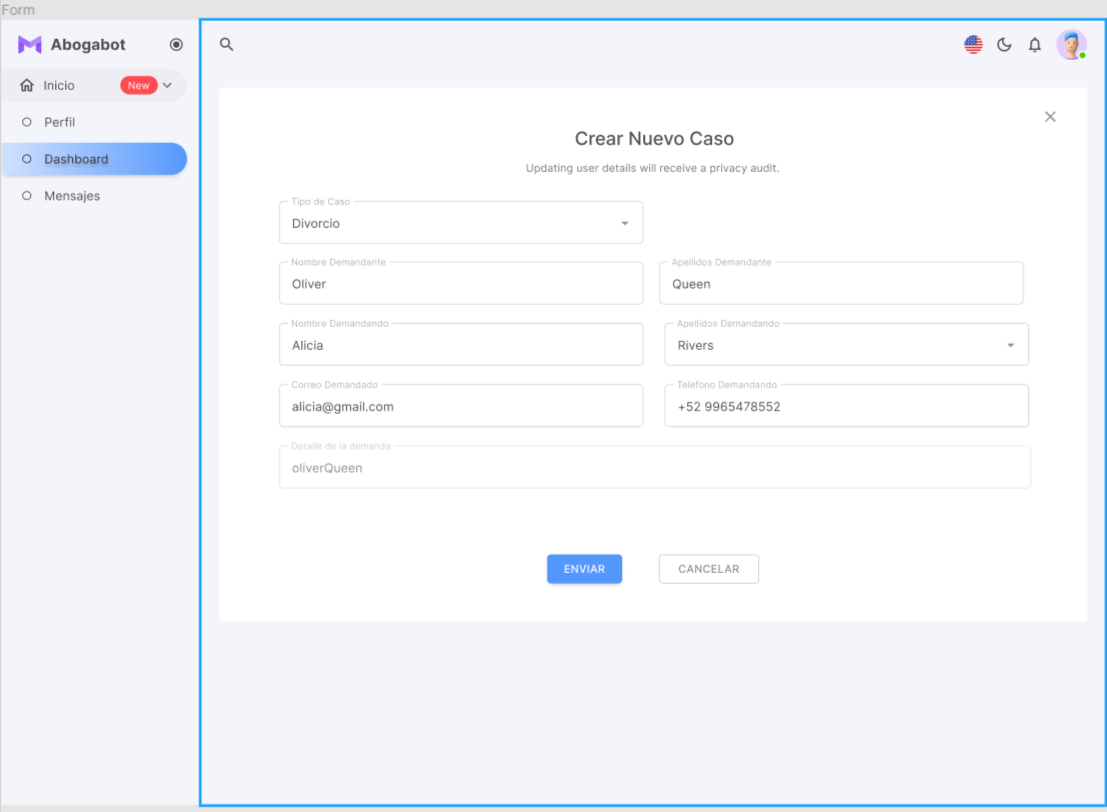 Form
Abogabot
Inicio
New
Perfil
Dashboard
Mensajes
Crear Nuevo Caso
Updating user details will receive a privacy audit.
Tipo de Caso
Divorcio
Nombre Demandante
Oliver
Apellidos Demandante
Queen
Nombre Demandando
Alicia
Apellidos Demandando
Rivers
Correo Demandado
alicia@gmail.com
Telefono Demandando
+52 9965478552
Detalle de la demanda
oliverQueen
ENVIAR
CANCELAR